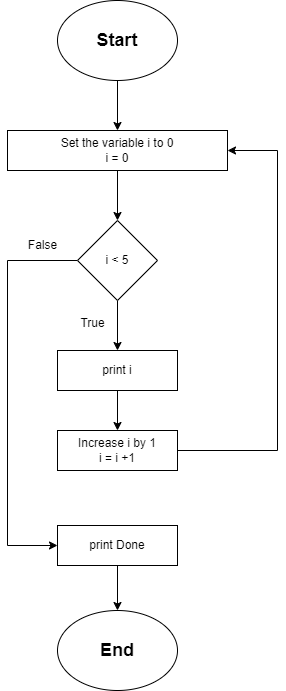 Start
Set the variable i to 0
i = 0
False
i < 5
True
print i
Increase i by 1
i = i +1
print Done
End